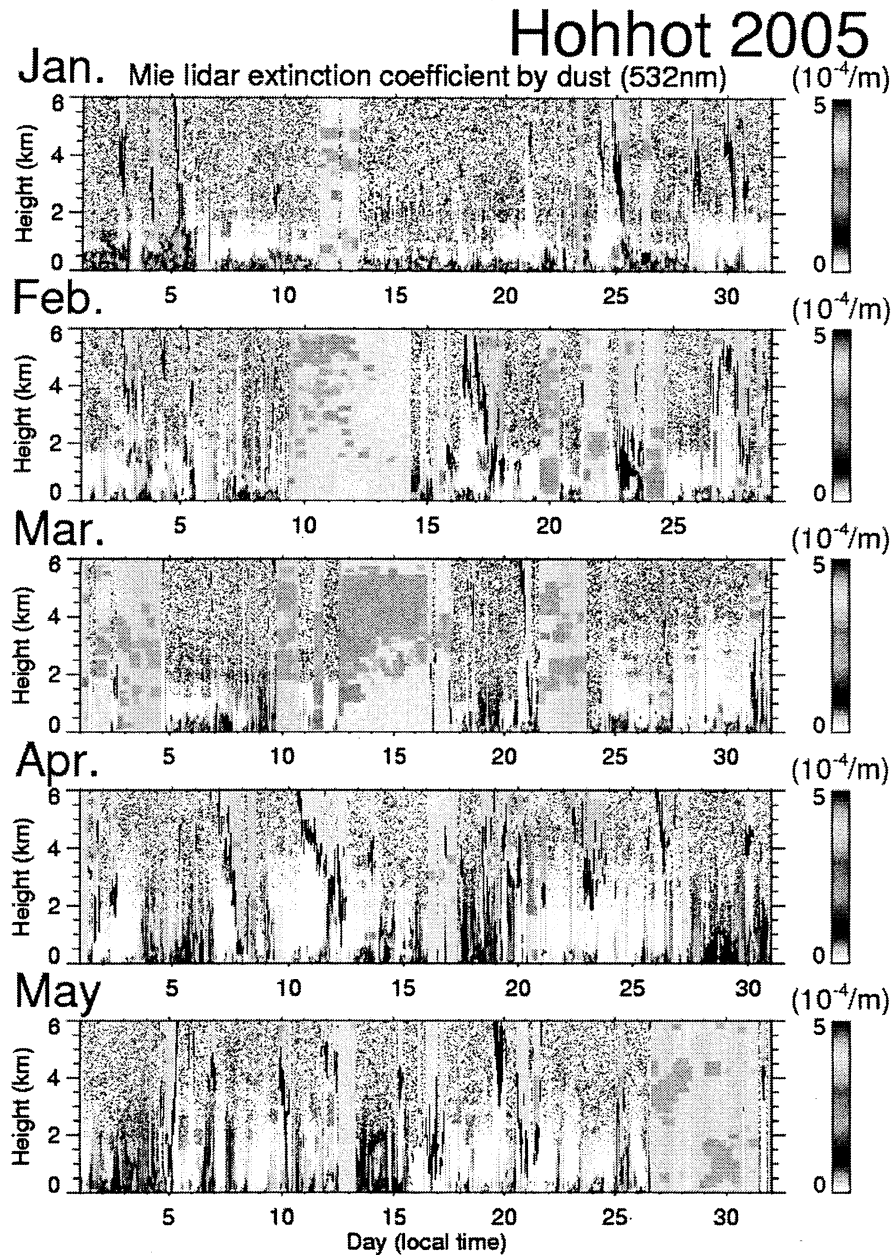 Hohhot 2005
Jan. Mie lidar extinction coefficient by dust (532nm) (10-4/m)
6 5
4
Height (km)
2
0 0
5 10 15 20 25 30
Feb. (10-4/m)
6 5
4
Height (km)
2
0 0
5 10 15 20 25
Mar. (10-4/m)
6 5
4
Height (km)
2
0 0
5 10 15 20 25 30
Apr. (10-4/m)
6 5
4
Height (km)
2
0 0
5 10 15 20 25 30
May (10-4/m)
6 5
4
Height (km)
2
0 0
5 10 15 20 25 30
Day (local time)